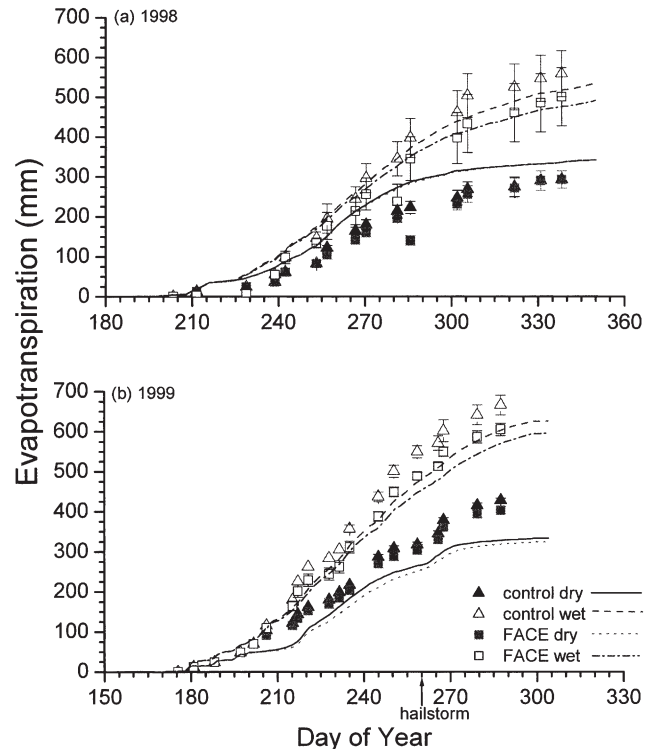 (a) 1998
700
600
500
400
300
200
100
0
180 210 240 270 300 330 360
Evapotranspiration (mm)
(b) 1999
700
600
500
400
300
200
100
0
control dry
control wet
FACE dry
FACE wet
150 180 210 240 270 300 330
hailstorm
Day of Year